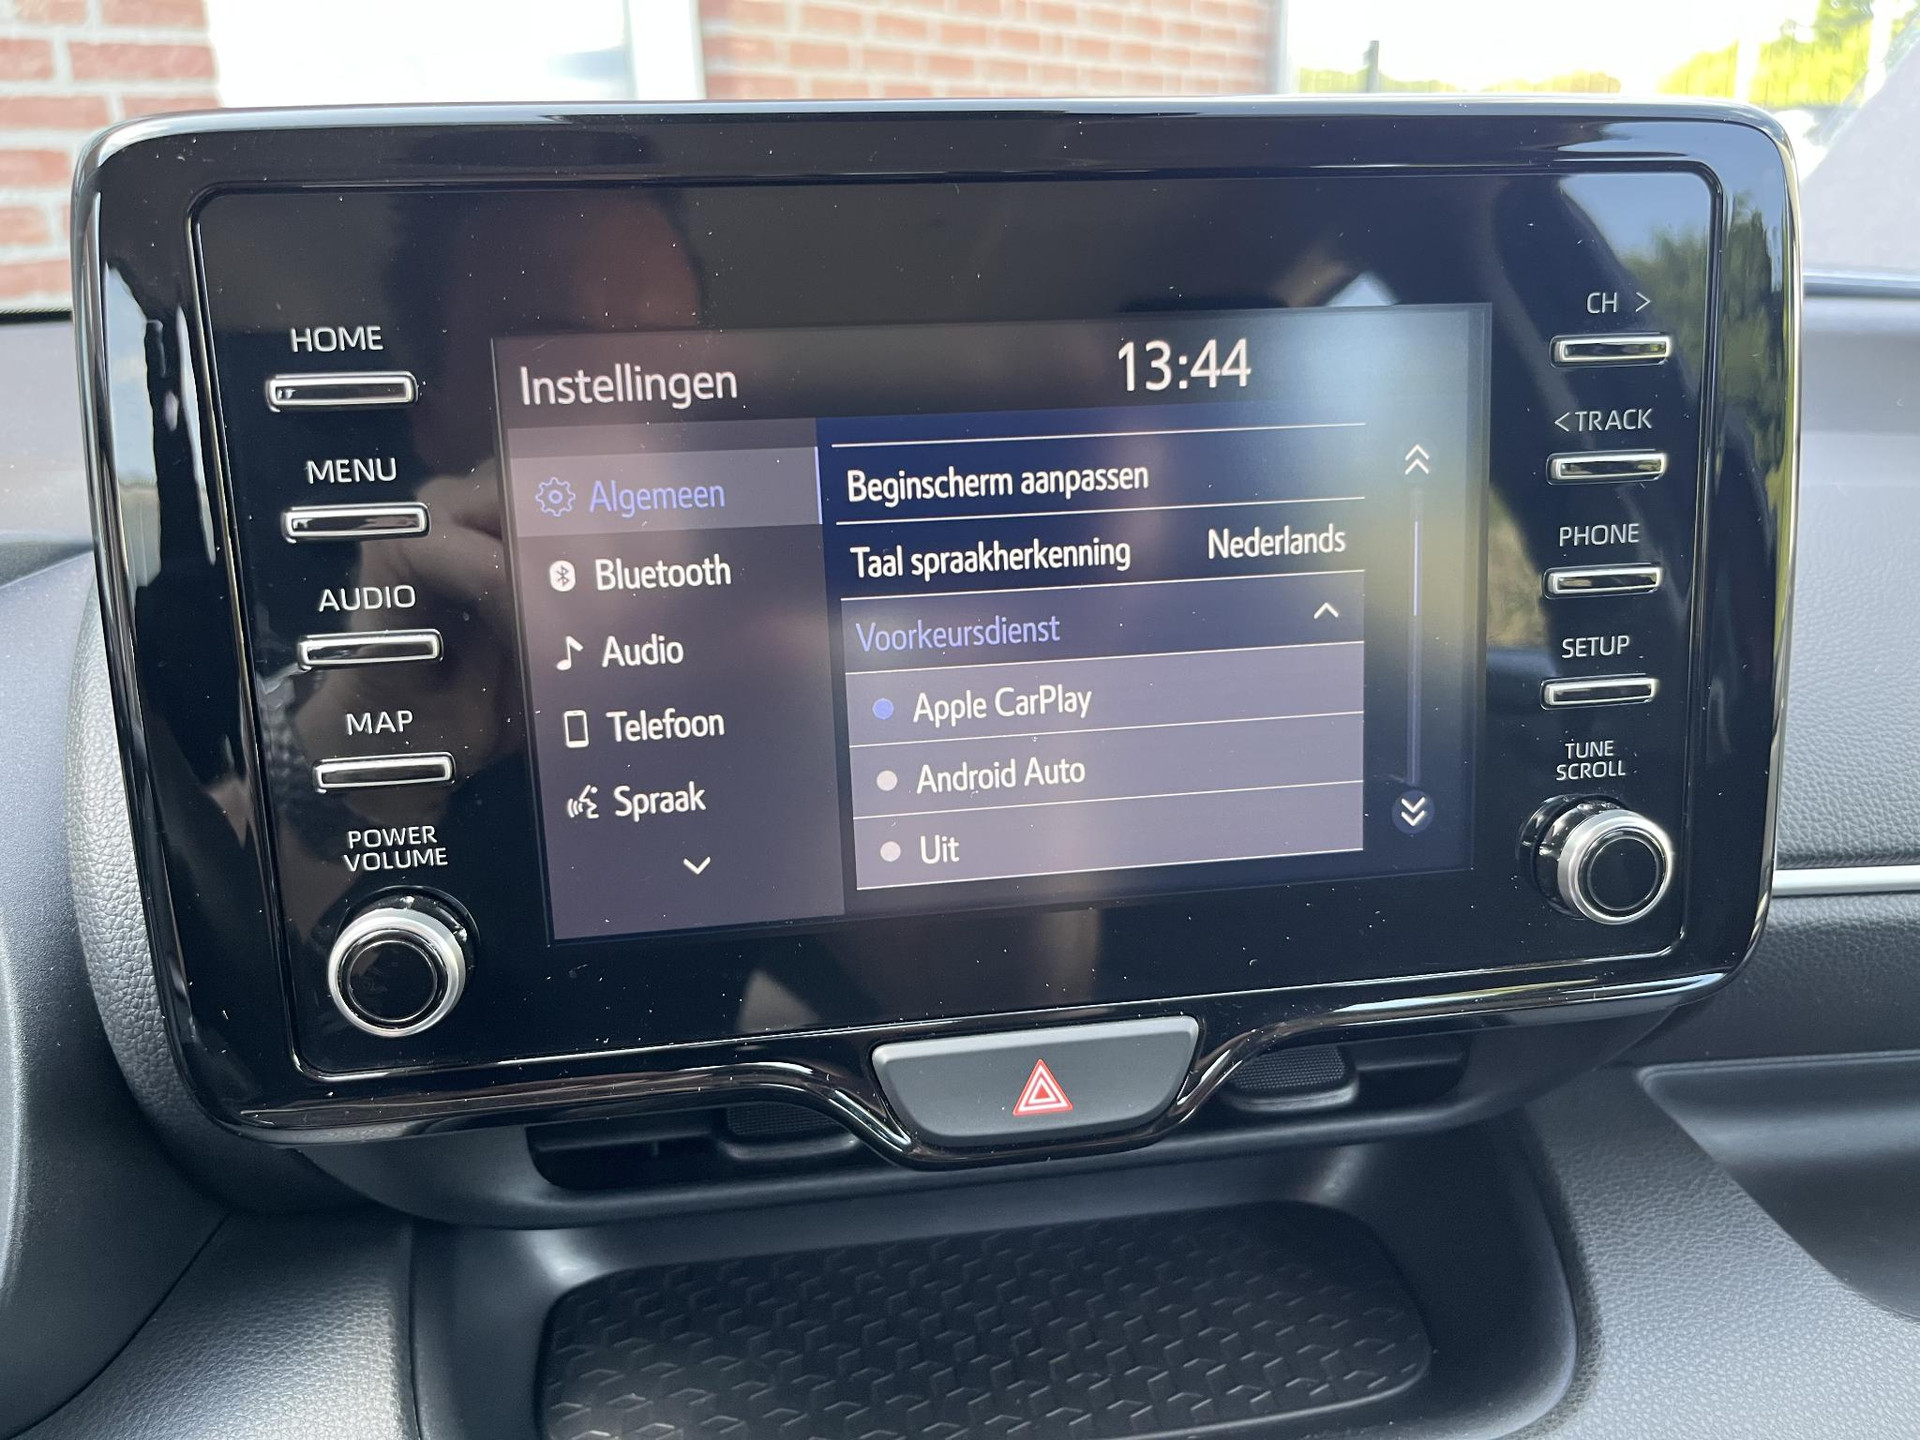 HOME
MENU
AUDIO
MAP
POWER
VOLUME
Instellingen
13:44
Algemeen
Bluetooth
Audio
Telefoon
Spraak
Beginscherm aanpassen
Taal spraakherkenning Nederlands
Voorkeursdienst
Apple CarPlay
Android Auto
Uit
CH >
< TRACK
PHONE
SETUP
TUNE
SCROLL